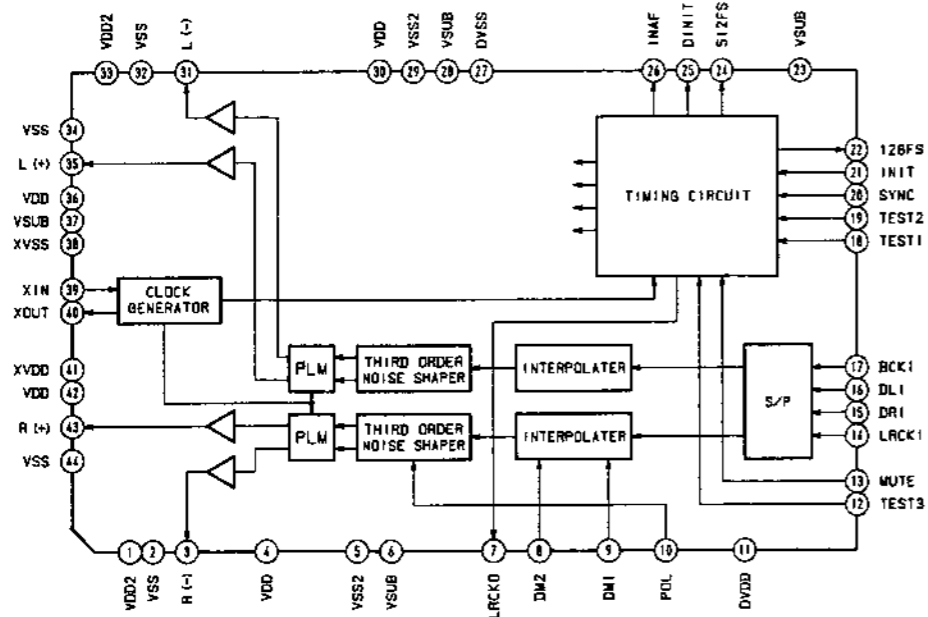 VDD2
VSS
L (-)
VDD
VSS2
VSUB
DVSS
INAF
DINIT
SI2FS
VSUB
33
32
31
30
29
28
27
26
25
24
23
VSS 34
L (+) 35
VDD 36
VSUB 37
XVSS 38
XIN 39
XOUT 40
XVDD 41
VDD 42
R (+) 43
VSS 44
TIMING CIRCUIT
22 128FS
21 INIT
20 SYNC
19 TEST2
18 TEST1
CLOCK
GENERATOR
PLM
THIRD ORDER
NOISE SHAPER
INTERPOLATER
S/P
17 BCKI
16 DLI
15 DRI
14 LRCKI
PLM
THIRD ORDER
NOISE SHAPER
INTERPOLATER
13 MUTE
12 TEST3
1
2
3
4
5
6
7
8
9
10
11
VDD2
VSS
R (-)
VDD
VSS2
VSUB
LRCKO
DM2
DM1
POL
DVDD